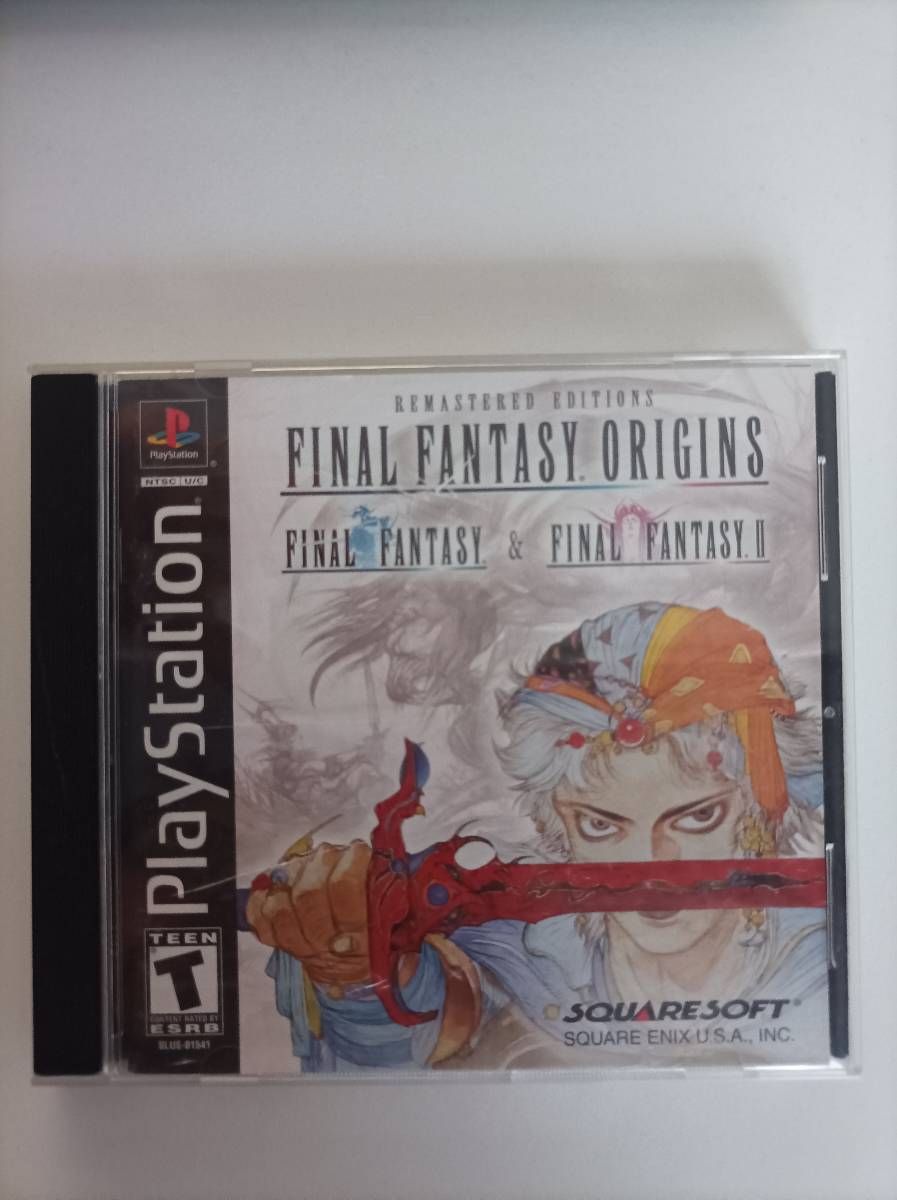 PlayStation
NTSC U/C
PlayStation
TEEN
T
CONTENT RATED BY
ESRB
SLUS-01541
REMASTERED EDITIONS
FINAL FANTASY ORIGINS
FINAL FANTASY & FINAL FANTASY II
SQUARESOFT
SQUARE ENIX U.S.A., INC.